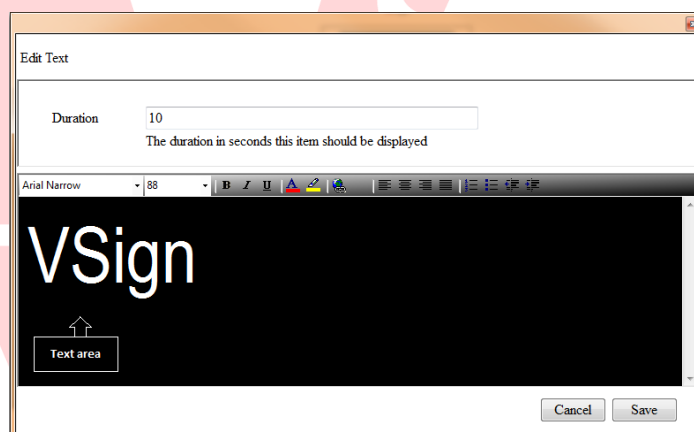 Edit Text
Duration 10
The duration in seconds this item should be displayed
Arial Narrow 88 B I U A
VSign
Text area
Cancel Save